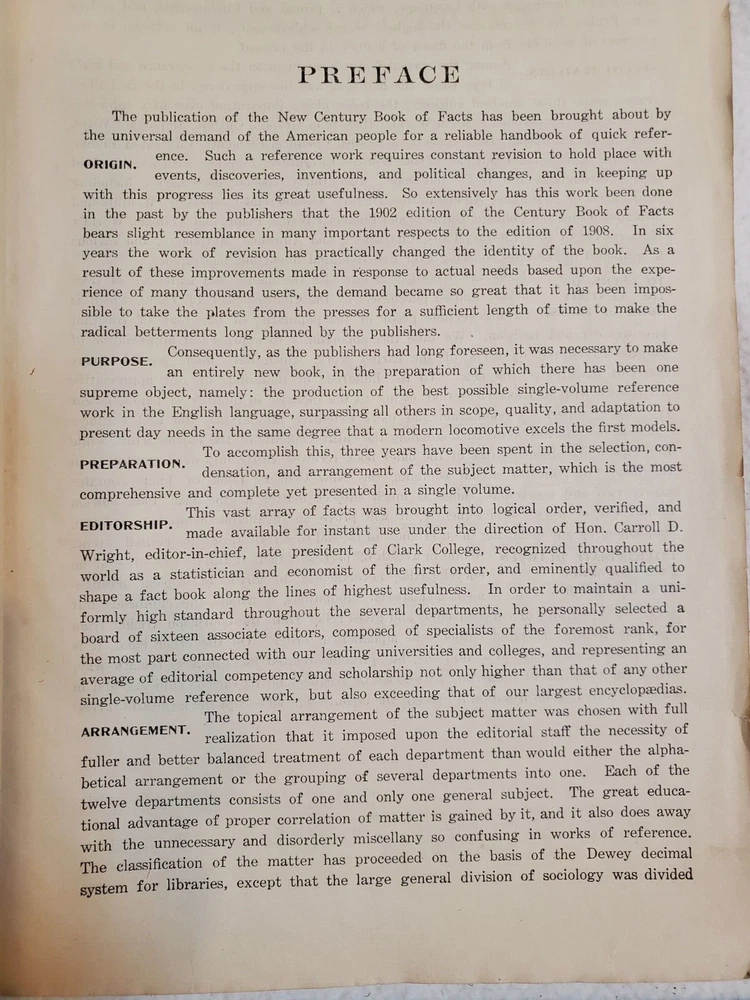 PREFACE
The publication of the New Century Book of Facts has been brought about by
the universal demand of the American people for a reliable handbook of quick refer-
ORIGIN. ence. Such a reference work requires constant revision to hold place with
events, discoveries, inventions, and political changes, and in keeping up
with this progress lies its great usefulness. So extensively has this work been done
in the past by the publishers that the 1902 edition of the Century Book of Facts
bears slight resemblance in many important respects to the edition of 1908. In six
years the work of revision has practically changed the identity of the book. As a
result of these improvements made in response to actual needs based upon the expe-
rience of many thousand users, the demand became so great that it has been impos-
sible to take the plates from the presses for a sufficient length of time to make the
radical betterments long planned by the publishers.
PURPOSE. Consequently, as the publishers had long foreseen, it was necessary to make
an entirely new book, in the preparation of which there has been one
supreme object, namely: the production of the best possible single-volume reference
work in the English language, surpassing all others in scope, quality, and adaptation to
present day needs in the same degree that a modern locomotive excels the first models.
PREPARATION. To accomplish this, three years have been spent in the selection, con-
densation, and arrangement of the subject matter, which is the most
comprehensive and complete yet presented in a single volume.
EDITORSHIP. This vast array of facts was brought into logical order, verified, and
made available for instant use under the direction of Hon. Carroll D.
Wright, editor-in-chief, late president of Clark College, recognized throughout the
world as a statistician and economist of the first order, and eminently qualified to
shape a fact book along the lines of highest usefulness. In order to maintain a uni-
formly high standard throughout the several departments, he personally selected a
board of sixteen associate editors, composed of specialists of the foremost rank, for
the most part connected with our leading universities and colleges, and representing an
average of editorial competency and scholarship not only higher than that of any other
single-volume reference work, but also exceeding that of our largest encyclopædias.
ARRANGEMENT. The topical arrangement of the subject matter was chosen with full
realization that it imposed upon the editorial staff the necessity of
fuller and better balanced treatment of each department than would either the alpha-
betical arrangement or the grouping of several departments into one. Each of the
twelve departments consists of one and only one general subject. The great educa-
tional advantage of proper correlation of matter is gained by it, and it also does away
with the unnecessary and disorderly miscellany so confusing in works of reference.
The classification of the matter has proceeded on the basis of the Dewey decimal
system for libraries, except that the large general division of sociology was divided